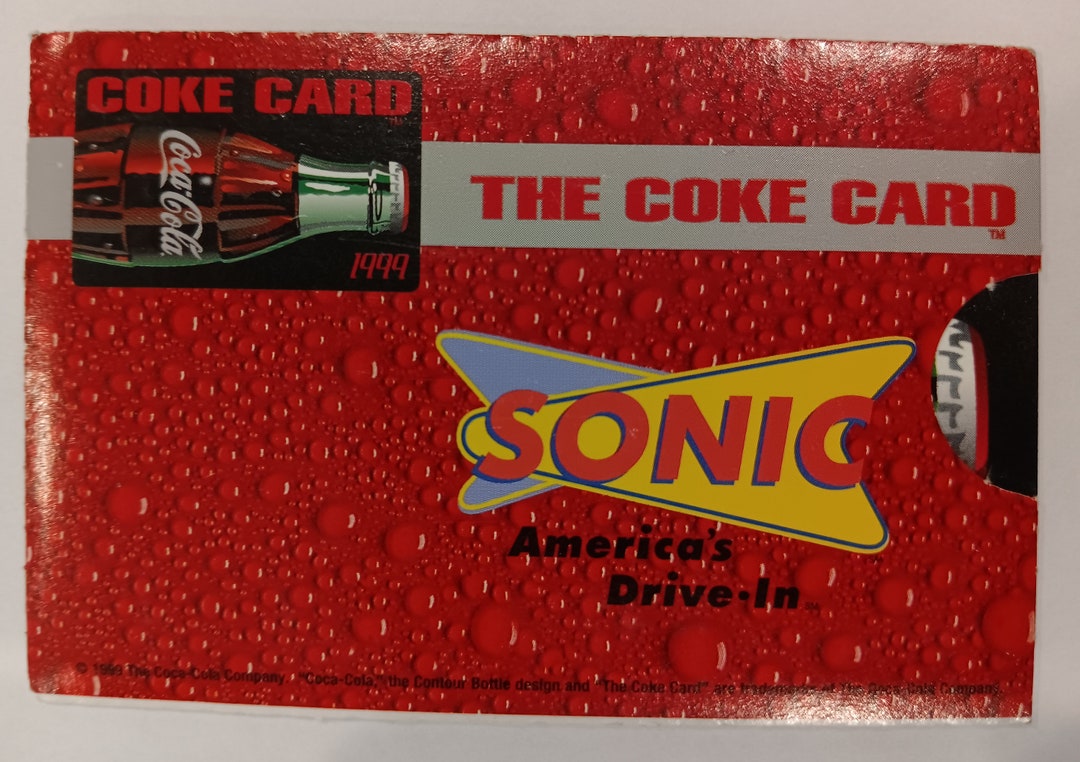 COKE CARD
Coca-Cola
1999
THE COKE CARD
TM
SONIC
America's
Drive-In
SM
© 1999 The Coca-Cola Company. "Coca-Cola," the Contour Bottle design and "The Coke Card" are trademarks of The Coca-Cola Company.